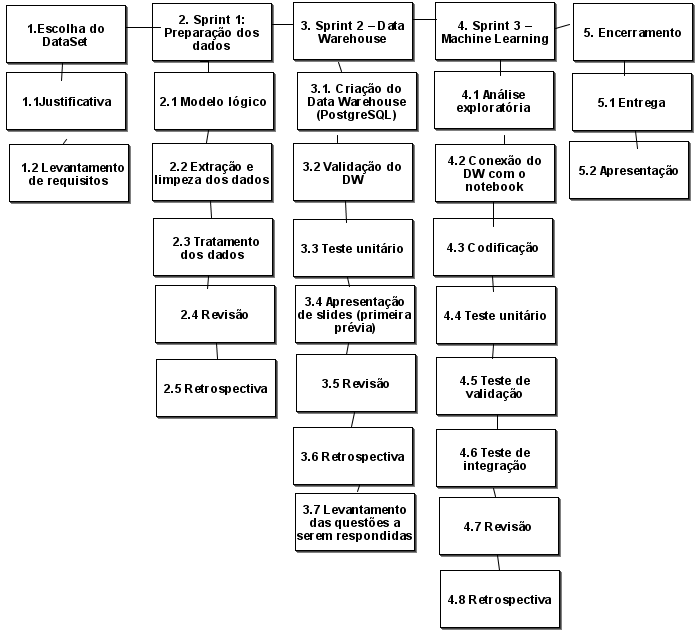 1.Escolha do
DataSet
1.1Justificativa
1.2 Levantamento
de requisitos
2. Sprint 1:
Preparação dos
dados
2.1 Modelo lógico
2.2 Extração e
limpeza dos dados
2.3 Tratamento
dos dados
2.4 Revisão
2.5 Retrospectiva
3. Sprint 2 – Data
Warehouse
3.1. Criação do
Data Warehouse
(PostgreSQL)
3.2 Validação do
DW
3.3 Teste unitário
3.4 Apresentação
de slides (primeira
prévia)
3.5 Revisão
3.6 Retrospectiva
3.7 Levantamento
das questões a
serem respondidas
4. Sprint 3 –
Machine Learning
4.1 Análise
exploratória
4.2 Conexão do
DW com o
notebook
4.3 Codificação
4.4 Teste unitário
4.5 Teste de
validação
4.6 Teste de
integração
4.7 Revisão
4.8 Retrospectiva
5. Encerramento
5.1 Entrega
5.2 Apresentação